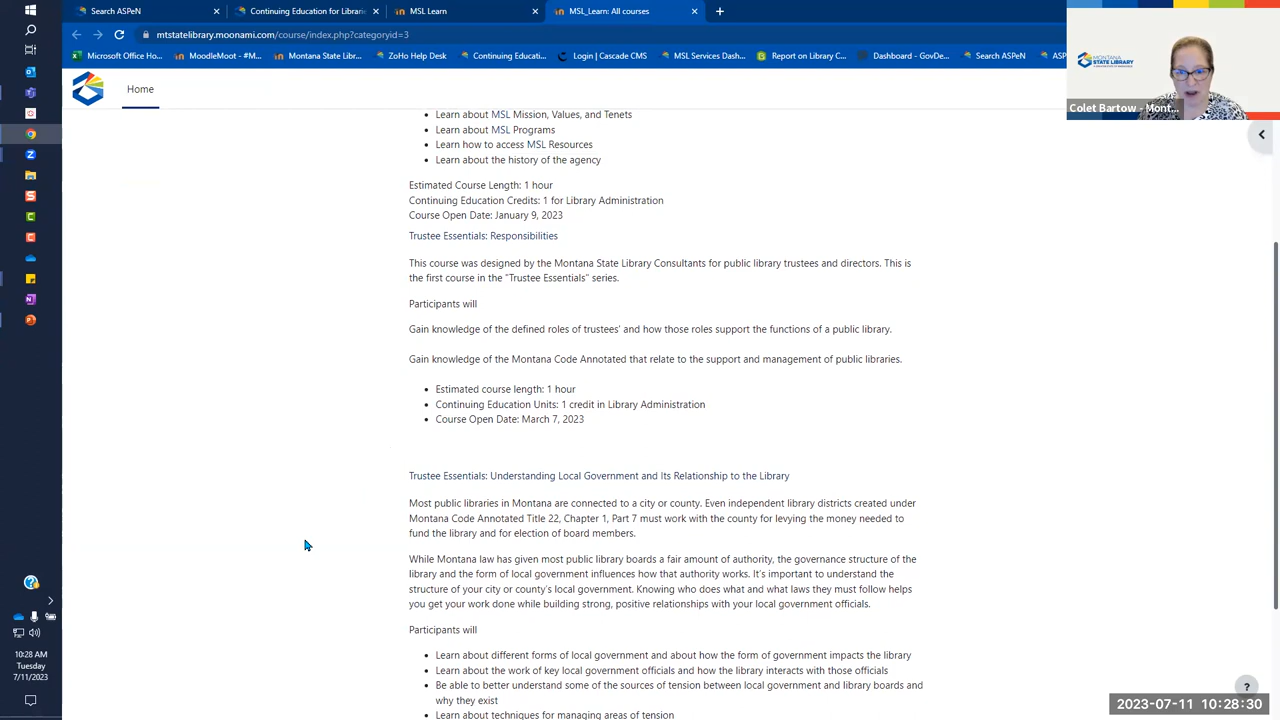 Search ASPeN
Continuing Education for Librarie
MSL Learn
MSL_Learn: All courses
mtstatelibrary.moonami.com/course/index.php?categoryid=3
Microsoft Office Ho...
MoodleMoot - #M...
Montana State Libr...
ZoHo Help Desk
Continuing Educati...
Login | Cascade CMS
MSL Services Dash...
Report on Library C...
Dashboard - GovDe...
Search ASPeN
Home
MONTANA
STATE LIBRARY
Colet Bartow - Mont...
• Learn about MSL Mission, Values, and Tenets
• Learn about MSL Programs
• Learn how to access MSL Resources
• Learn about the history of the agency
Estimated Course Length: 1 hour
Continuing Education Credits: 1 for Library Administration
Course Open Date: January 9, 2023
Trustee Essentials: Responsibilities
This course was designed by the Montana State Library Consultants for public library trustees and directors. This is
the first course in the "Trustee Essentials" series.
Participants will
Gain knowledge of the defined roles of trustees' and how those roles support the functions of a public library.
Gain knowledge of the Montana Code Annotated that relate to the support and management of public libraries.
• Estimated course length: 1 hour
• Continuing Education Units: 1 credit in Library Administration
• Course Open Date: March 7, 2023
Trustee Essentials: Understanding Local Government and Its Relationship to the Library
Most public libraries in Montana are connected to a city or county. Even independent library districts created under
Montana Code Annotated Title 22, Chapter 1, Part 7 must work with the county for levying the money needed to
fund the library and for election of board members.
While Montana law has given most public library boards a fair amount of authority, the governance structure of the
library and the form of local government influences how that authority works. It's important to understand the
structure of your city or county's local government. Knowing who does what and what laws they must follow helps
you get your work done while building strong, positive relationships with your local government officials.
Participants will
• Learn about different forms of local government and about how the form of government impacts the library
• Learn about the work of key local government officials and how the library interacts with those officials
• Be able to better understand some of the sources of tension between local government and library boards and
why they exist
• Learn about techniques for managing areas of tension
10:28 AM
Tuesday
7/11/2023
?
2023-07-11 10:28:30